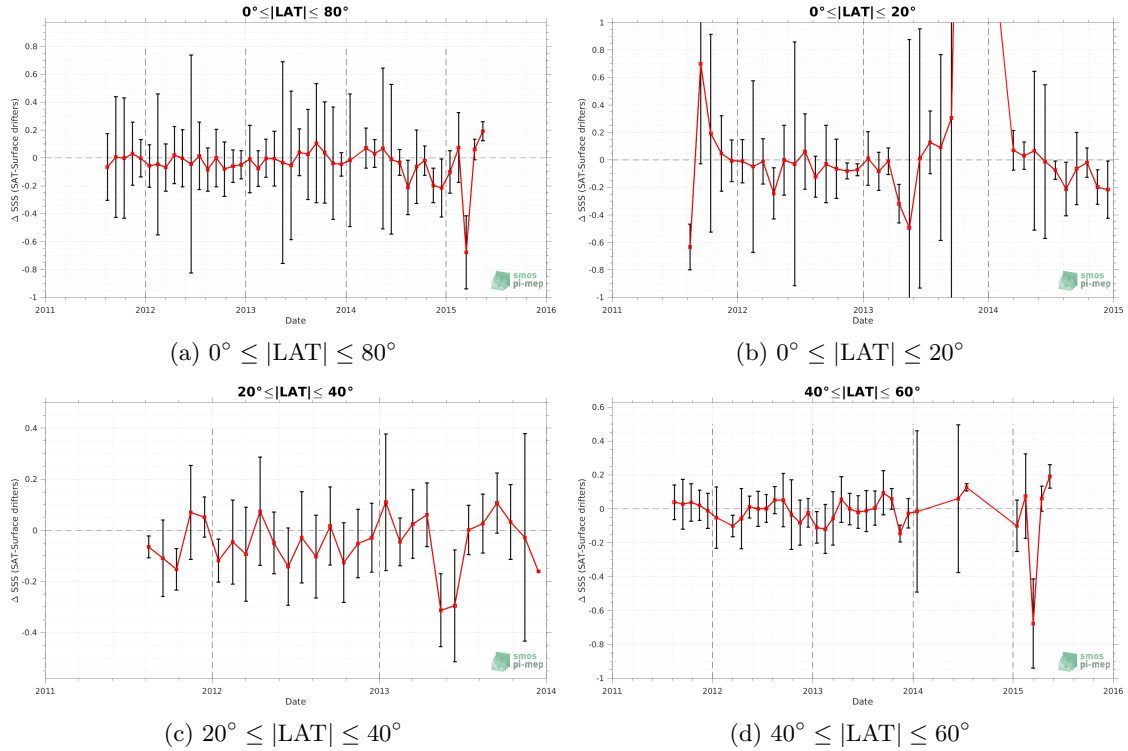 0°≤|LAT|≤ 80°
Δ SSS (SAT-Surface drifters)
0.8
0.6
0.4
0.2
0
-0.2
-0.4
-0.6
-0.8
-1
2011
2012
2013
2014
2015
2016
Date
smos
pi-mep
(a) 0° ≤ |LAT| ≤ 80°
0°≤|LAT|≤ 20°
Δ SSS (SAT-Surface drifters)
1
0.8
0.6
0.4
0.2
0
-0.2
-0.4
-0.6
-0.8
-1
2011
2012
2013
2014
2015
Date
smos
pi-mep
(b) 0° ≤ |LAT| ≤ 20°
20°≤|LAT|≤ 40°
Δ SSS (SAT-Surface drifters)
0.4
0.2
0
-0.2
-0.4
2011
2012
2013
2014
Date
smos
pi-mep
(c) 20° ≤ |LAT| ≤ 40°
40°≤|LAT|≤ 60°
Δ SSS (SAT-Surface drifters)
0.6
0.4
0.2
0
-0.2
-0.4
-0.6
-0.8
-1
2011
2012
2013
2014
2015
2016
Date
smos
pi-mep
(d) 40° ≤ |LAT| ≤ 60°